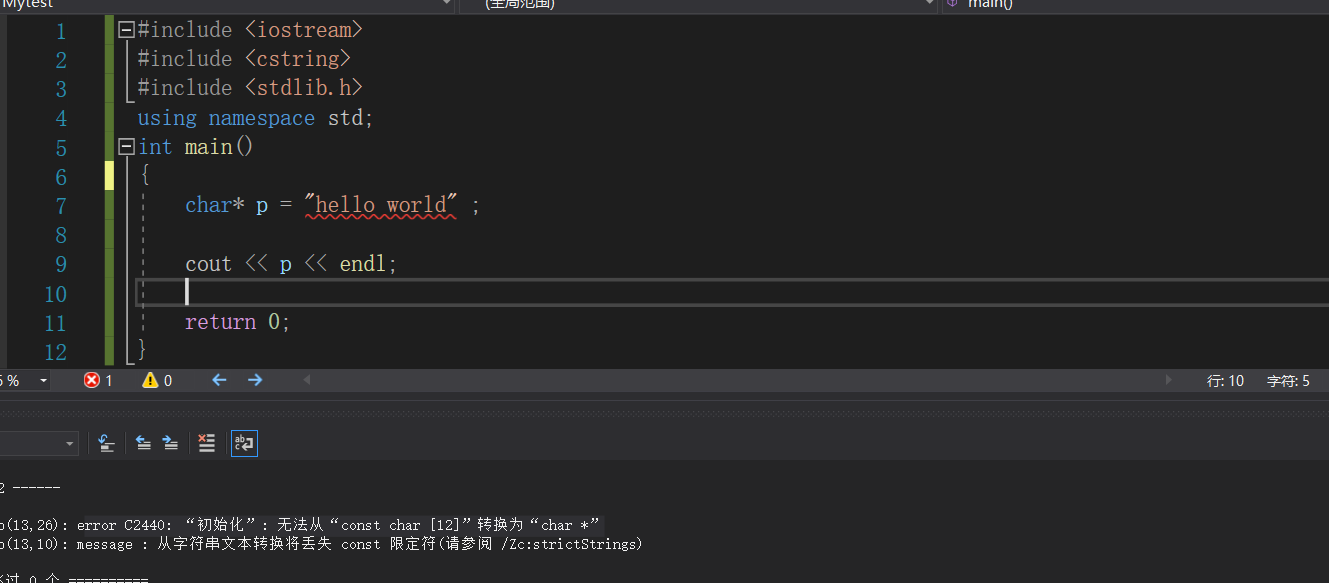 Mytest (全局范围) main()
1 #include <iostream>
2 #include <cstring>
3 #include <stdlib.h>
4 using namespace std;
5 int main()
6 {
7 char* p = "hello world" ;
8
9 cout << p << endl;
10
11 return 0;
12 }
% 1 0 行: 10 字符: 5
abc
------
(13,26): error C2440: “初始化”: 无法从“const char [12]”转换为“char *”
(13,10): message : 从字符串文本转换将丢失 const 限定符(请参阅 /Zc:strictStrings)
过 0 个 ==========